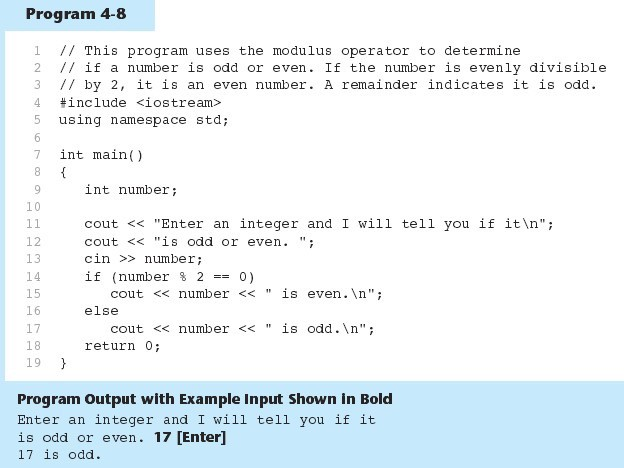 Program 4-8
1 // This program uses the modulus operator to determine
2 // if a number is odd or even. If the number is evenly divisible
3 // by 2, it is an even number. A remainder indicates it is odd.
4 #include <iostream>
5 using namespace std;
6
7 int main()
8 {
9    int number;
10
11    cout << "Enter an integer and I will tell you if it\n";
12    cout << "is odd or even. ";
13    cin >> number;
14    if (number % 2 == 0)
15       cout << number << " is even.\n";
16    else
17       cout << number << " is odd.\n";
18    return 0;
19 }
Program Output with Example Input Shown in Bold
Enter an integer and I will tell you if it
is odd or even. 17 [Enter]
17 is odd.